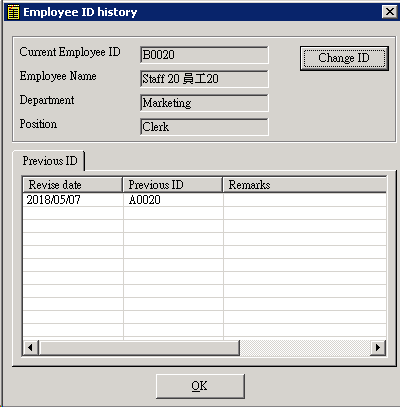 Employee ID history
Current Employee ID B0020 Change ID
Employee Name Staff 20 員工20
Department Marketing
Position Clerk
Previous ID
Revise date Previous ID Remarks
2018/05/07 A0020
OK